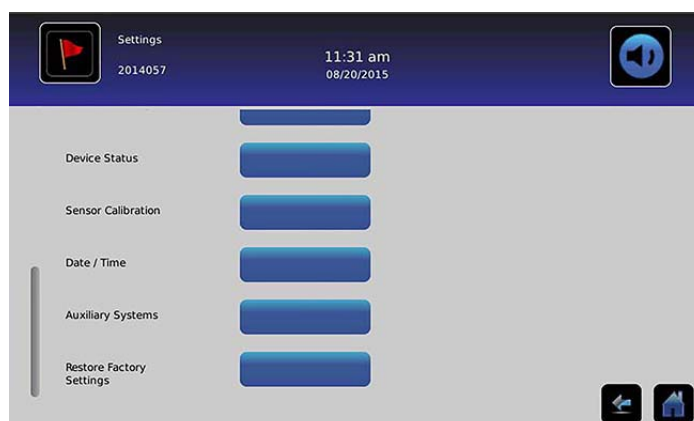 Settings
2014057
11:31 am
08/20/2015
Device Status
Sensor Calibration
Date / Time
Auxiliary Systems
Restore Factory
Settings